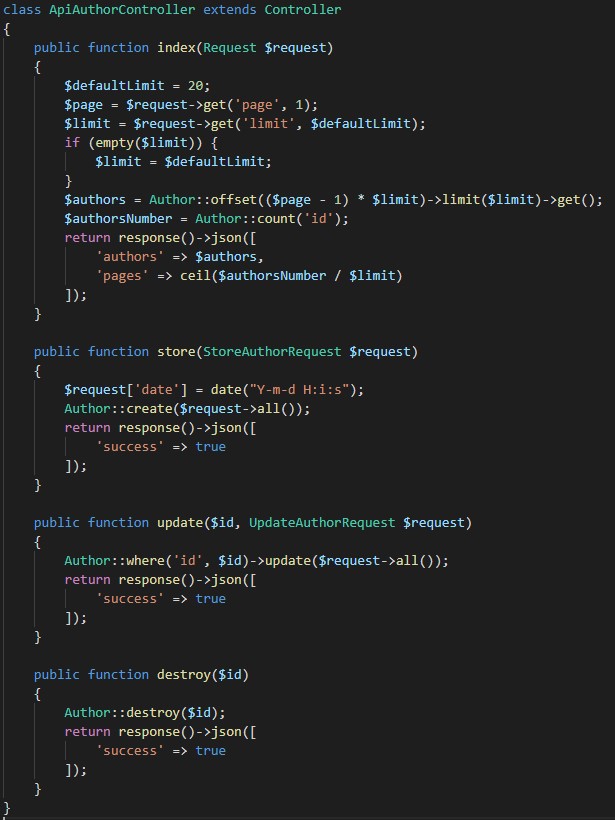 class ApiAuthorController extends Controller
{
    public function index(Request $request)
    {
        $defaultLimit = 20;
        $page = $request->get('page', 1);
        $limit = $request->get('limit', $defaultLimit);
        if (empty($limit)) {
            $limit = $defaultLimit;
        }
        $authors = Author::offset(($page - 1) * $limit)->limit($limit)->get();
        $authorsNumber = Author::count('id');
        return response()->json([
            'authors' => $authors,
            'pages' => ceil($authorsNumber / $limit)
        ]);
    }

    public function store(StoreAuthorRequest $request)
    {
        $request['date'] = date("Y-m-d H:i:s");
        Author::create($request->all());
        return response()->json([
            'success' => true
        ]);
    }

    public function update($id, UpdateAuthorRequest $request)
    {
        Author::where('id', $id)->update($request->all());
        return response()->json([
            'success' => true
        ]);
    }

    public function destroy($id)
    {
        Author::destroy($id);
        return response()->json([
            'success' => true
        ]);
    }
}